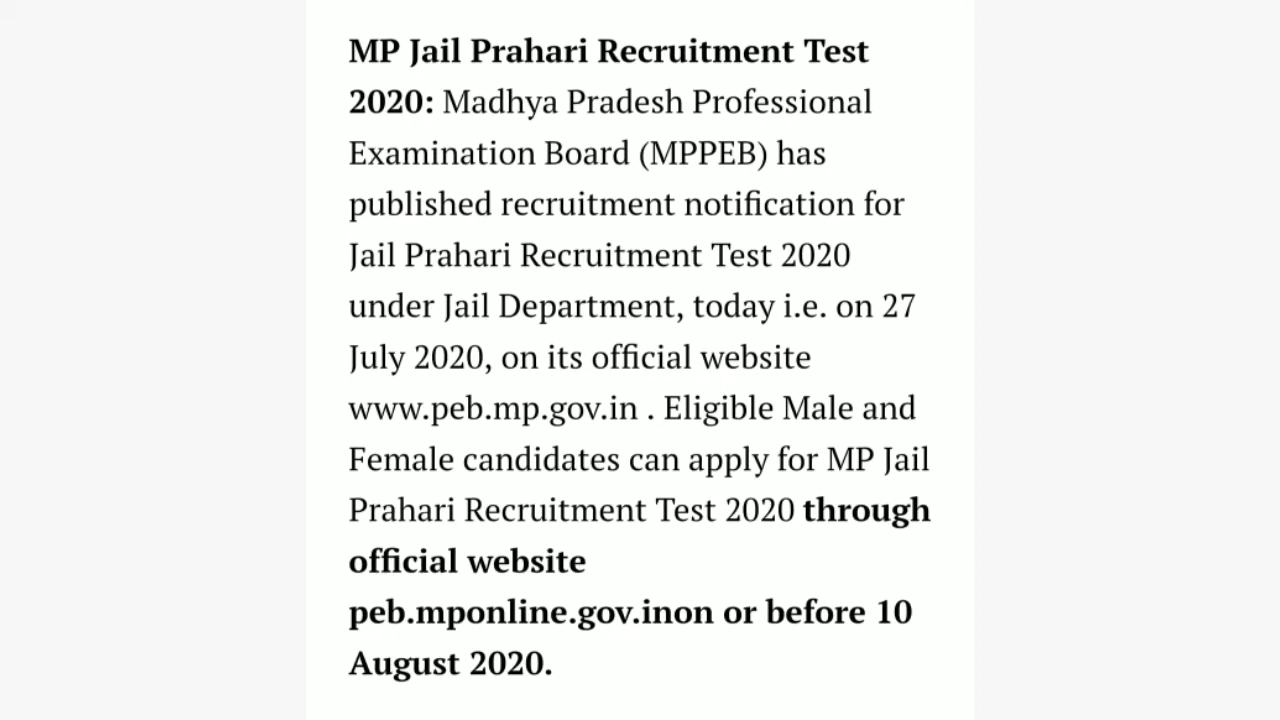 MP Jail Prahari Recruitment Test
2020: Madhya Pradesh Professional
Examination Board (MPPEB) has
published recruitment notification for
Jail Prahari Recruitment Test 2020
under Jail Department, today i.e. on 27
July 2020, on its official website
www.peb.mp.gov.in . Eligible Male and
Female candidates can apply for MP Jail
Prahari Recruitment Test 2020 through
official website
peb.mponline.gov.inon or before 10
August 2020.